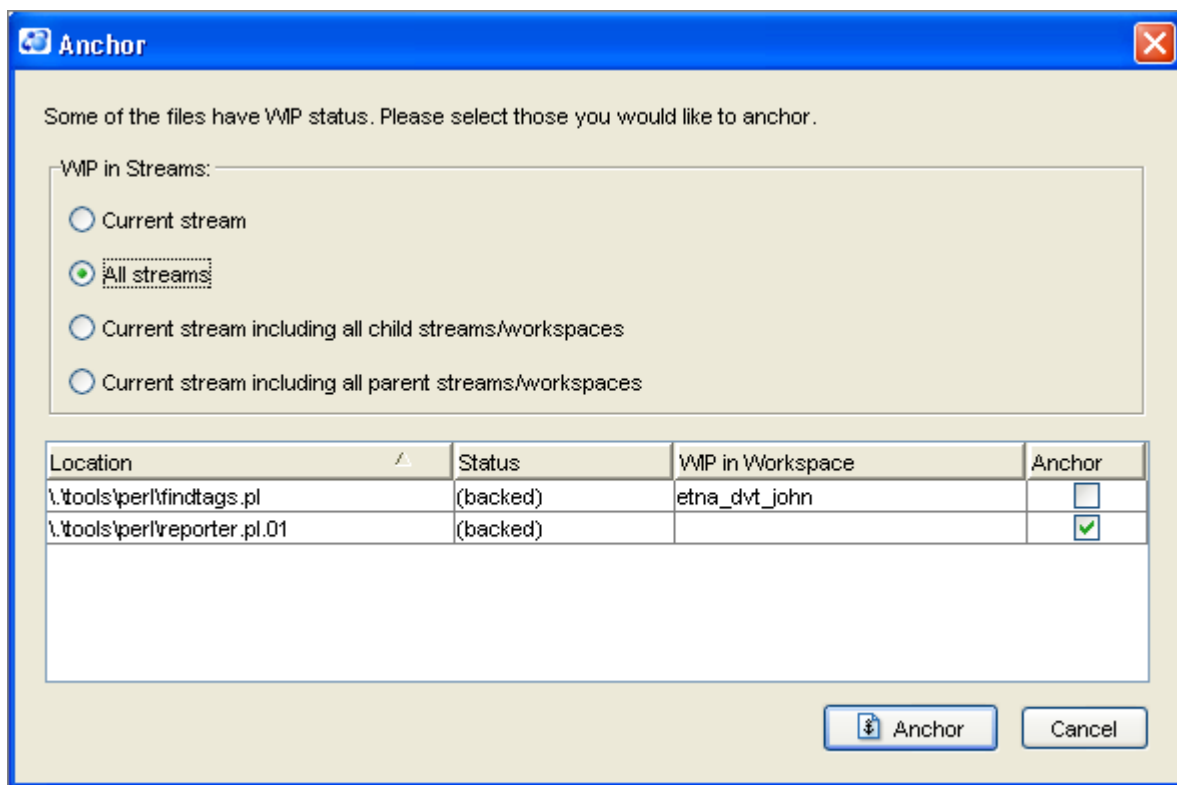 Anchor
Some of the files have WIP status. Please select those you would like to anchor.
WIP in Streams:
Current stream
All streams
Current stream including all child streams/workspaces
Current stream including all parent streams/workspaces
Location Status WIP in Workspace Anchor
\.\tools\perl\findtags.pl (backed) etna_dvt_john
\.\tools\perl\reporter.pl.01 (backed)
Anchor Cancel